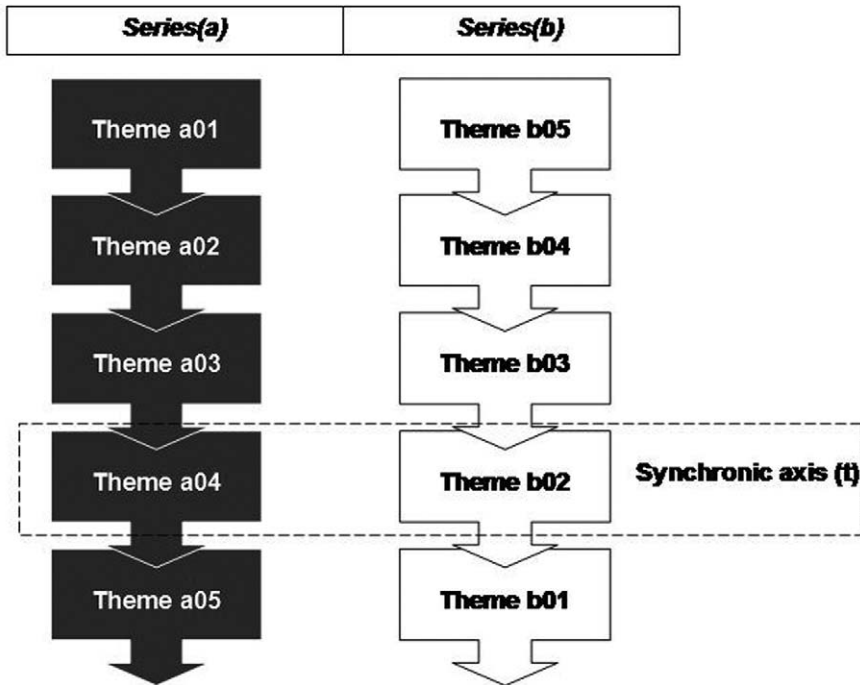 Series(a) Series(b)
Theme a01 Theme b05
Theme a02 Theme b04
Theme a03 Theme b03
Theme a04 Theme b02 Synchronic axis (t)
Theme a05 Theme b01